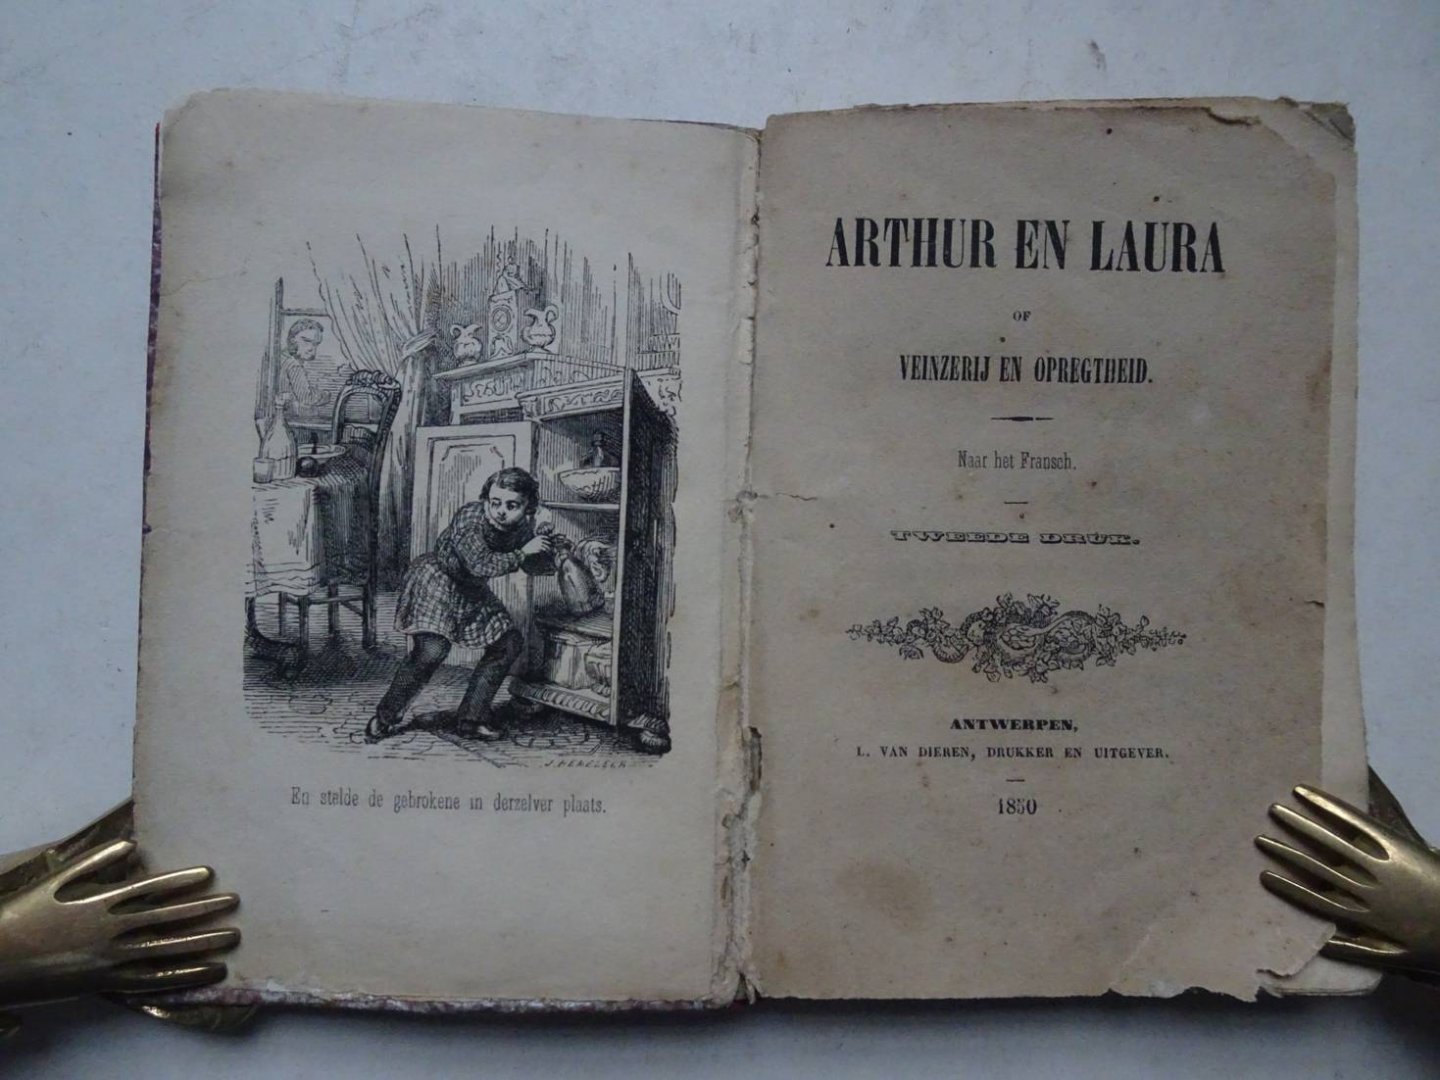 En stelde de gebrokene in derzelver plaats.
ARTHUR EN LAURA
OF
VEINZERIJ EN OPREGTHEID.
Naar het Fransch.
TWEEDE DRUK.
ANTWERPEN,
L. VAN DIEREN, DRUKKER EN UITGEVER.
1850